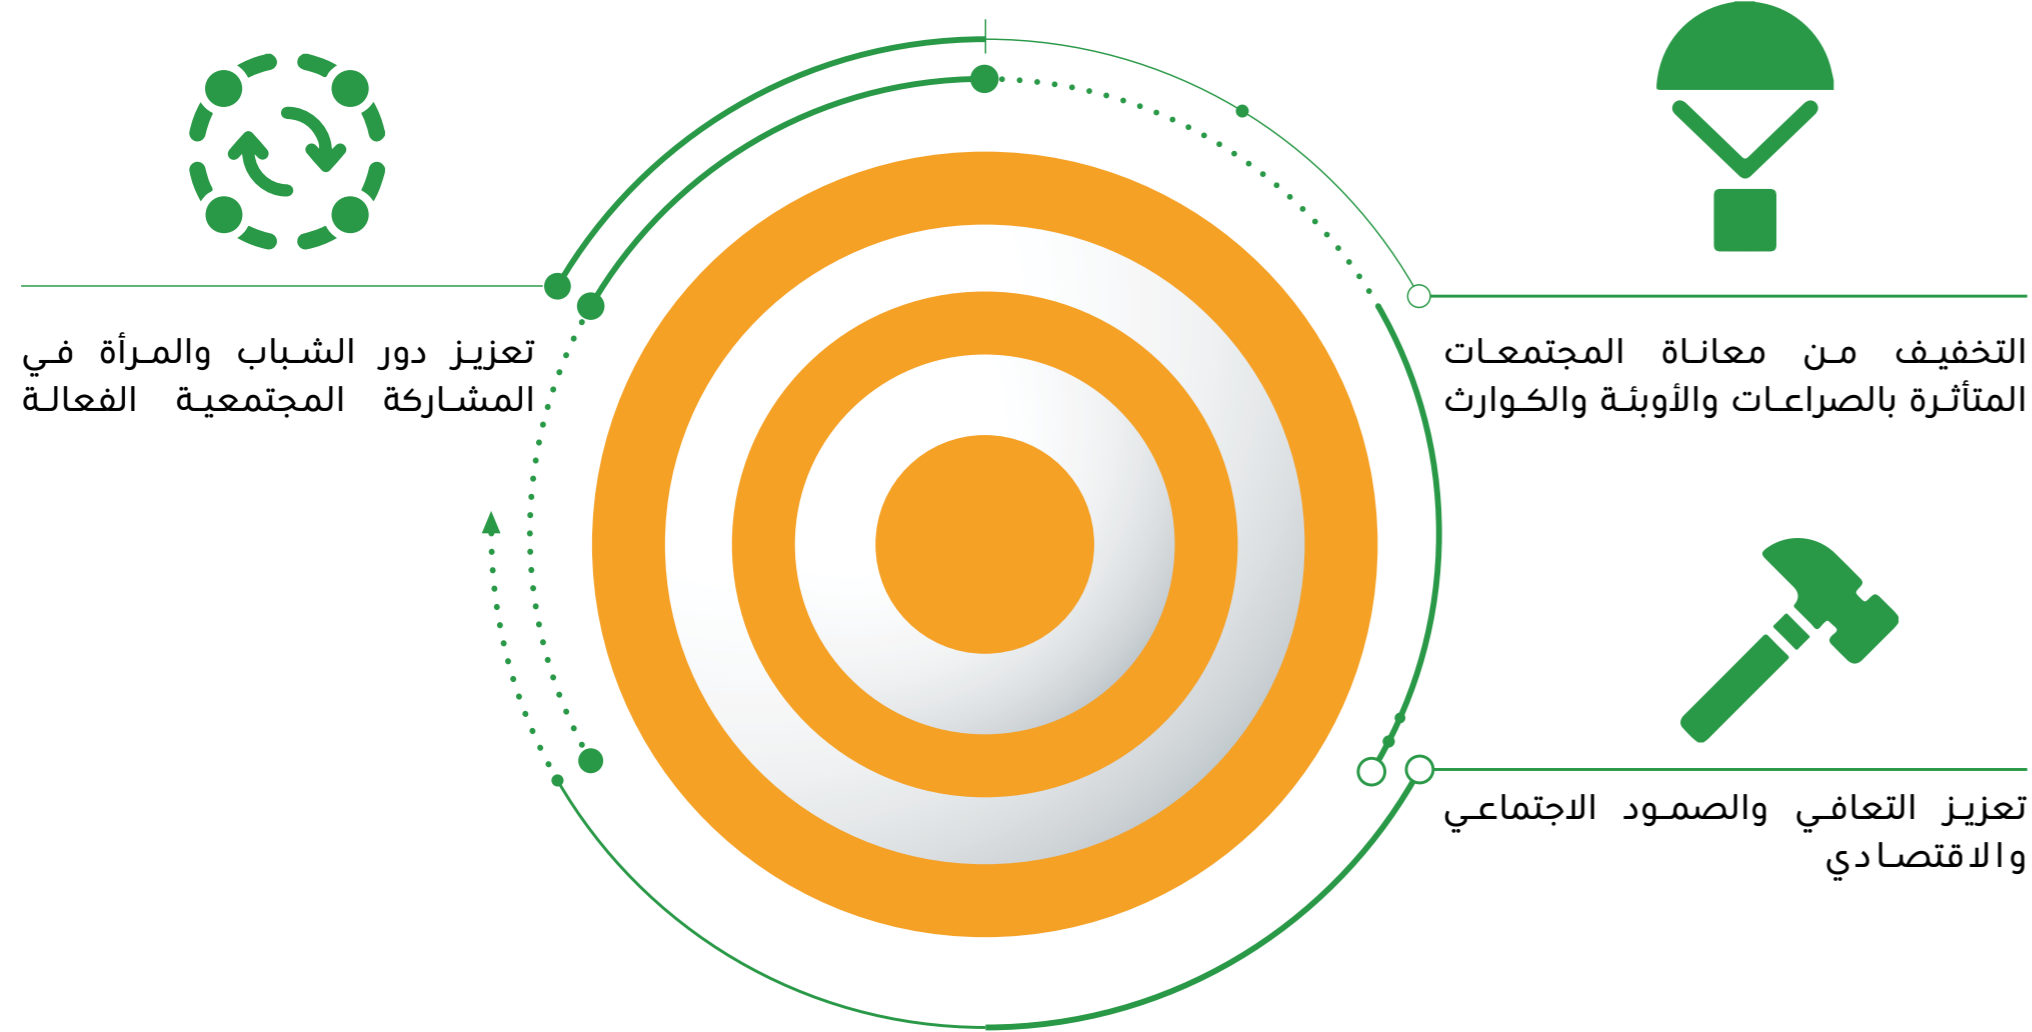 التخفيف من معاناة المجتمعات
المتأثرة بالصراعات والأوبئة والكوارث
تعزيز التعافي والصمود الاجتماعي
والاقتصادي
تعزيز دور الشباب والمرأة في
المشاركة المجتمعية الفعالة